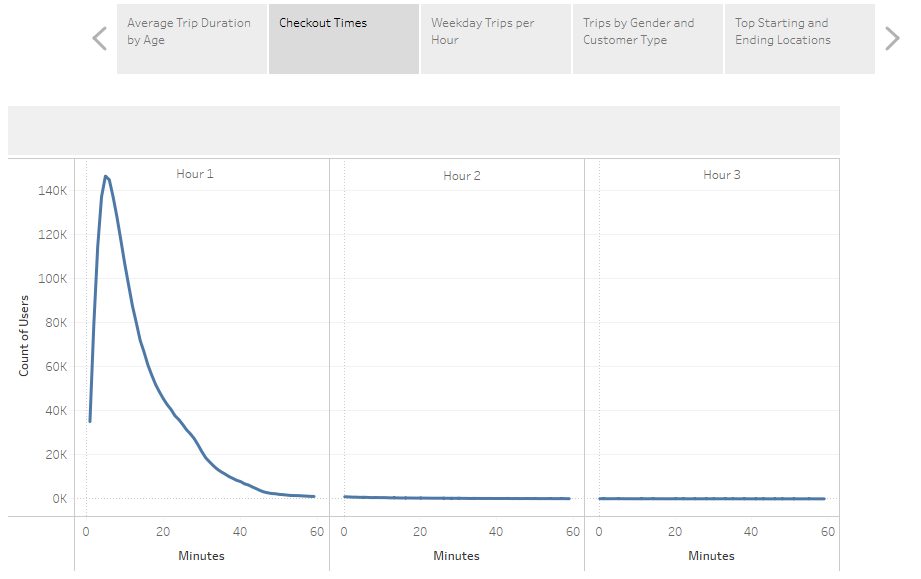 Average Trip Duration
by Age
Checkout Times
Weekday Trips per
Hour
Trips by Gender and
Customer Type
Top Starting and
Ending Locations
Hour 1
Hour 2
Hour 3
Count of Users
140K
120K
100K
80K
60K
40K
20K
0K
0 20 40 60
0 20 40 60
0 20 40 60
Minutes
Minutes
Minutes